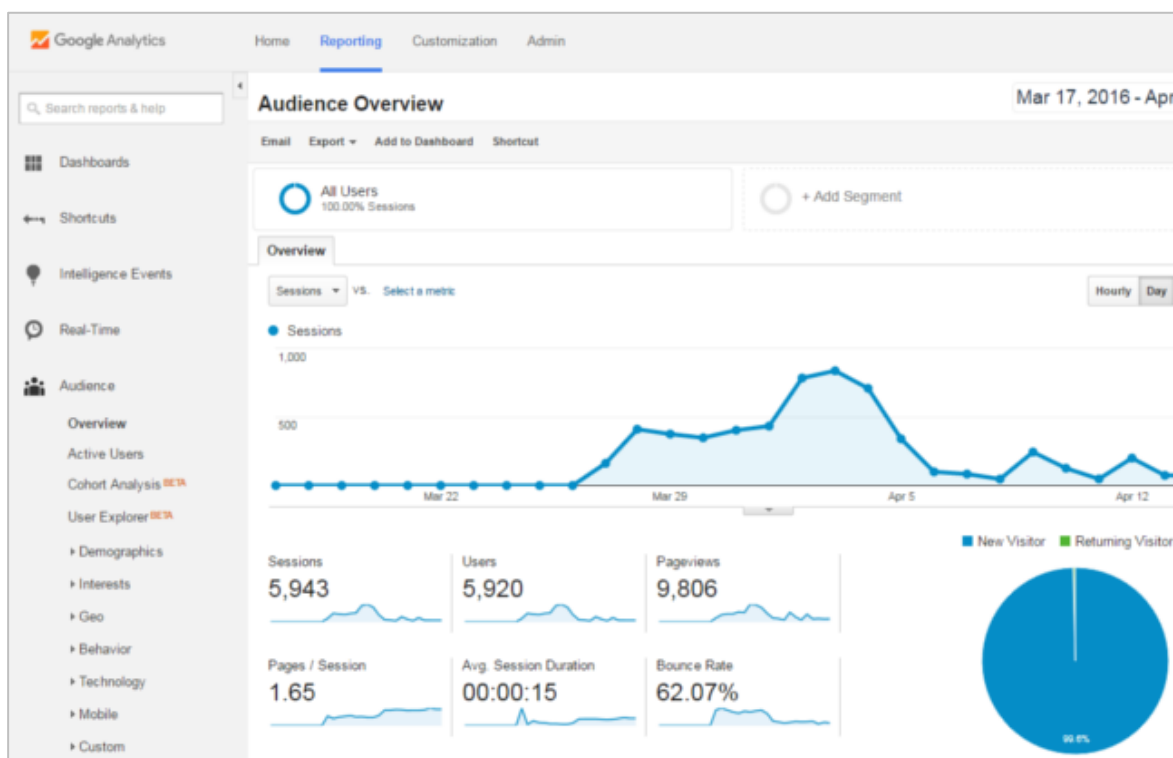 Google Analytics
Home Reporting Customization Admin
Search reports & help
Dashboards
Shortcuts
Intelligence Events
Real-Time
Audience
Overview
Active Users
Cohort Analysis BETA
User Explorer BETA
Demographics
Interests
Geo
Behavior
Technology
Mobile
Custom
Audience Overview
Mar 17, 2016 - Apr
Email Export Add to Dashboard Shortcut
All Users
100.00% Sessions
+ Add Segment
Overview
Sessions VS. Select a metric
Hourly Day
Sessions
1,000
500
Mar 22 Mar 29 Apr 5 Apr 12
New Visitor Returning Visitor
Sessions
5,943
Users
5,920
Pageviews
9,806
Pages / Session
1.65
Avg. Session Duration
00:00:15
Bounce Rate
62.07%
99.6%